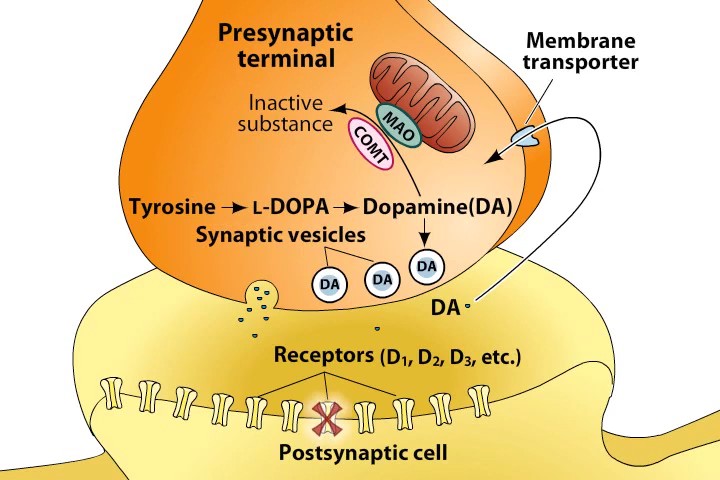 Presynaptic
terminal
Membrane
transporter
Inactive
substance
MAO
COMT
Tyrosine → L-DOPA → Dopamine(DA)
Synaptic vesicles
DA
DA
DA
DA
Receptors (D₁, D₂, D₃, etc.)
Postsynaptic cell